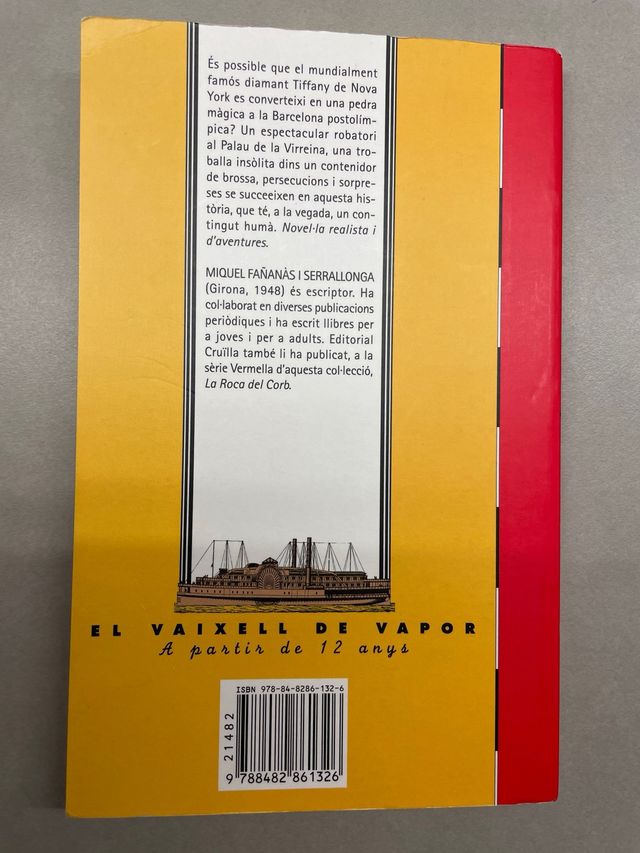 És possible que el mundialment
famós diamant Tiffany de Nova
York es converteixi en una pedra
màgica a la Barcelona postolím-
pica? Un espectacular robatori
al Palau de la Virreina, una tro-
balla insòlita dins un contenidor
de brossa, persecucions i sorpre-
ses se succeeixen en aquesta his-
tòria, que té, a la vegada, un con-
tingut humà. Novel·la realista i
d'aventures.
MIQUEL FAÑANÀS I SERRALLONGA
(Girona, 1948) és escriptor. Ha
col·laborat en diverses publicacions
periòdiques i ha escrit llibres per
a joves i per a adults. Editorial
Cruïlla també li ha publicat, a la
sèrie Vermella d'aquesta col·lecció,
La Roca del Corb.
EL VAIXELL DE VAPOR
A partir de 12 anys
ISBN 978-84-8286-132-6
21482
9 788482 861326